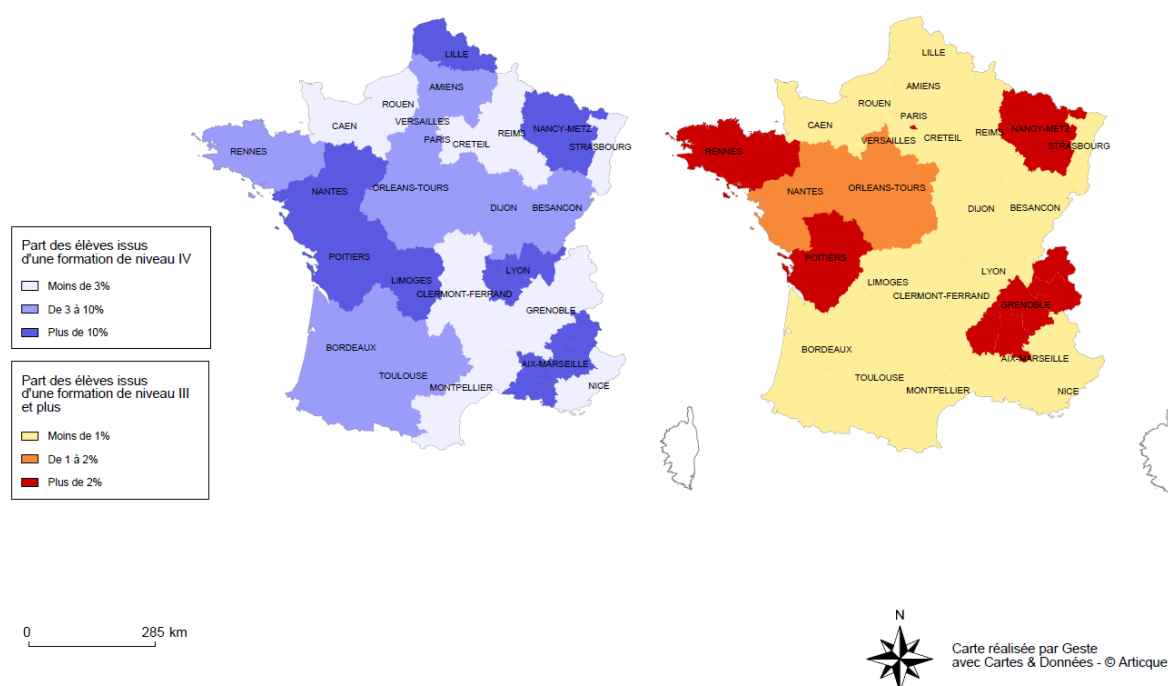 LILLE
AMIENS
ROUEN
CAEN
VERSAILLES
PARIS
CRETEIL
REIMS
NANCY-METZ
STRASBOURG
RENNES
NANTES
ORLEANS-TOURS
DIJON
BESANCON
POITIERS
LIMOGES
LYON
CLERMONT-FERRAND
GRENOBLE
BORDEAUX
AIX-MARSEILLE
TOULOUSE
MONTPELLIER
NICE
LILLE
AMIENS
ROUEN
PARIS
CAEN
VERSAILLES
CRETEIL
REIMS
NANCY-METZ
STRASBOURG
RENNES
NANTES
ORLEANS-TOURS
DIJON
BESANCON
POITIERS
LYON
LIMOGES
CLERMONT-FERRAND
GRENOBLE
BORDEAUX
AIX-MARSEILLE
TOULOUSE
MONTPELLIER
NICE
Part des élèves issus
d'une formation de niveau IV
Moins de 3%
De 3 à 10%
Plus de 10%
Part des élèves issus
d'une formation de niveau III
et plus
Moins de 1%
De 1 à 2%
Plus de 2%
0 285 km
N
Carte réalisée par Geste
avec Cartes & Données - © Articque